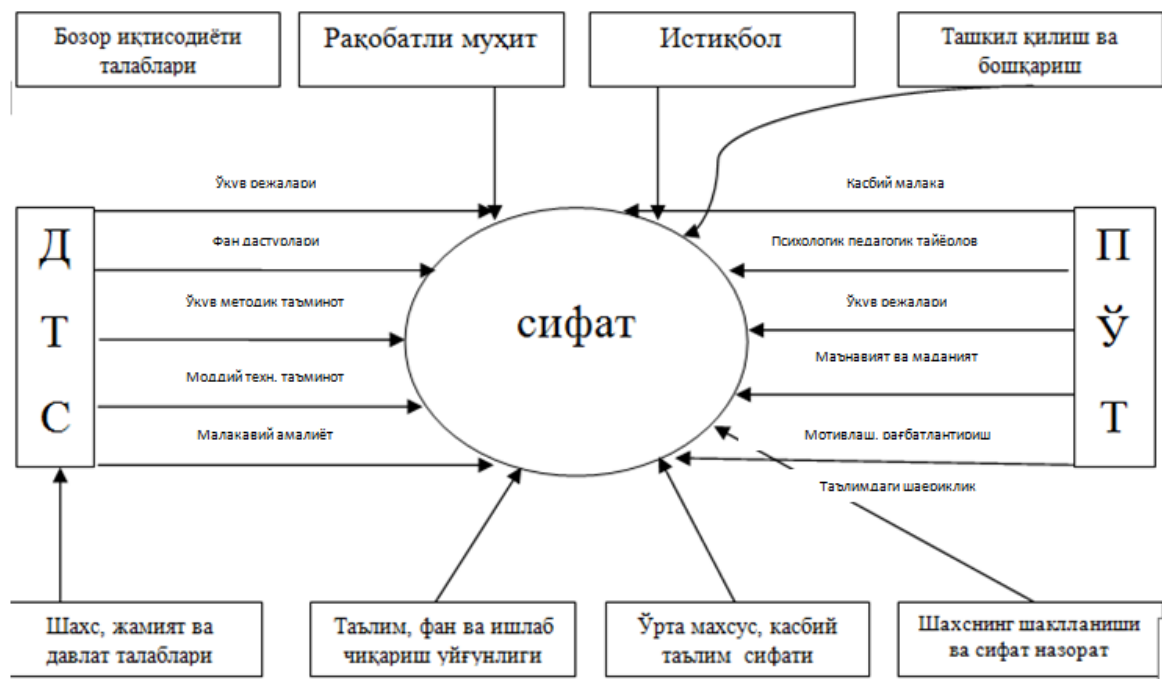 Бозор иқтисодиёти
талаблари
Рақобатли муҳит
Истиқбол
Ташкил қилиш ва
бошқариш
Ўқув режалари
Касбий малака
Фан дастурлари
Психологик педагогик тайёрлов
Ўқув методик таъминот
Ўқув режалари
Маънавият ва маданият
Моддий техн. таъминот
Малакавий амалиёт
Мотивлаш. рағбатлантириш
Таълимдаги шаериклик
Д
Т
С
сифат
П
Ў
Т
Шахс, жамият ва
давлат талаблари
Таълим, фан ва ишлаб
чиқариш уйғунлиги
Ўрта махсус, касбий
таълим сифати
Шахснинг шаклланиши
ва сифат назорат